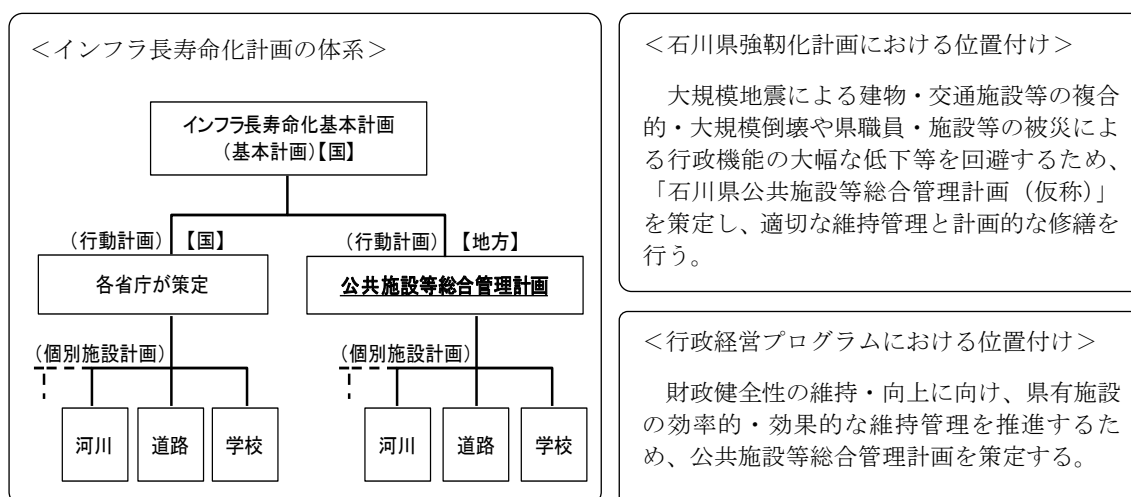 ＜インフラ長寿命化計画の体系＞
インフラ長寿命化基本計画
(基本計画)【国】
(行動計画) 【国】
(行動計画) 【地方】
各省庁が策定
公共施設等総合管理計画
(個別施設計画)
(個別施設計画)
河川 道路 学校
河川 道路 学校
＜石川県強靱化計画における位置付け＞
大規模地震による建物・交通施設等の複合
的・大規模倒壊や県職員・施設等の被災によ
る行政機能の大幅な低下等を回避するため、
「石川県公共施設等総合管理計画（仮称）」
を策定し、適切な維持管理と計画的な修繕を
行う。
＜行政経営プログラムにおける位置付け＞
財政健全性の維持・向上に向け、県有施設
の効率的・効果的な維持管理を推進するた
め、公共施設等総合管理計画を策定する。